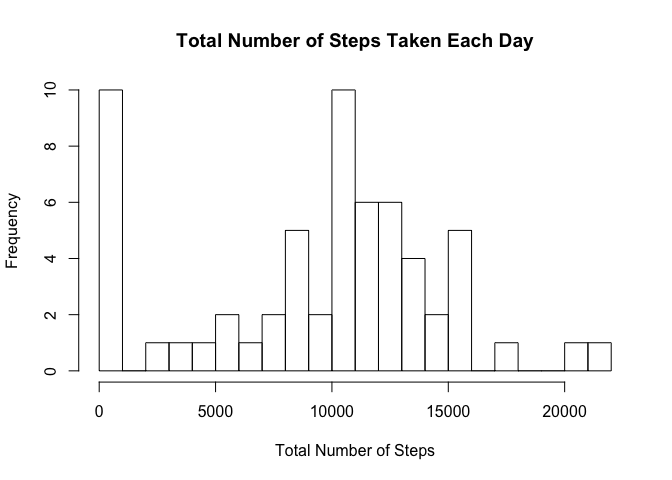 Total Number of Steps Taken Each Day
Frequency
10
8
6
4
2
0
0 5000 10000 15000 20000
Total Number of Steps